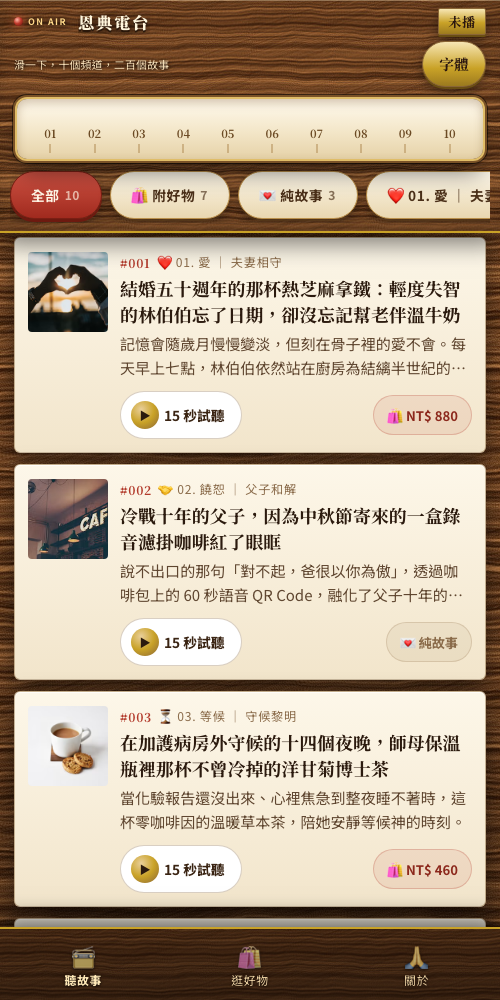 ON AIR 恩典電台 未播
滑一下，十個頻道，二百個故事 字體
01 02 03 04 05 06 07 08 09 10
全部 10 附好物 7 純故事 3 01. 愛 ｜ 夫
#001 01. 愛 ｜ 夫妻相守
結婚五十週年的那杯熱芝麻拿鐵：輕度失智
的林伯伯忘了日期，卻沒忘記幫老伴溫牛奶
記憶會隨歲月慢慢變淡，但刻在骨子裡的愛不會。每
天早上七點，林伯伯依然站在廚房為結縭半世紀的…
15 秒試聽 NT$ 880
#002 02. 饒恕 ｜ 父子和解
冷戰十年的父子，因為中秋節寄來的一盒錄
音濾掛咖啡紅了眼眶
CAF
說不出口的那句「對不起，爸很以你為傲」，透過咖
啡包上的 60 秒語音 QR Code，融化了父子十年的…
15 秒試聽 純故事
#003 03. 等候 ｜ 守候黎明
在加護病房外守候的十四個夜晚，師母保溫
瓶裡那杯不曾冷掉的洋甘菊博士茶
當化驗報告還沒出來、心裡焦急到整夜睡不著時，這
杯零咖啡因的溫暖草本茶，陪她安靜等候神的時刻。
15 秒試聽 NT$ 460
聽故事 逛好物 關於